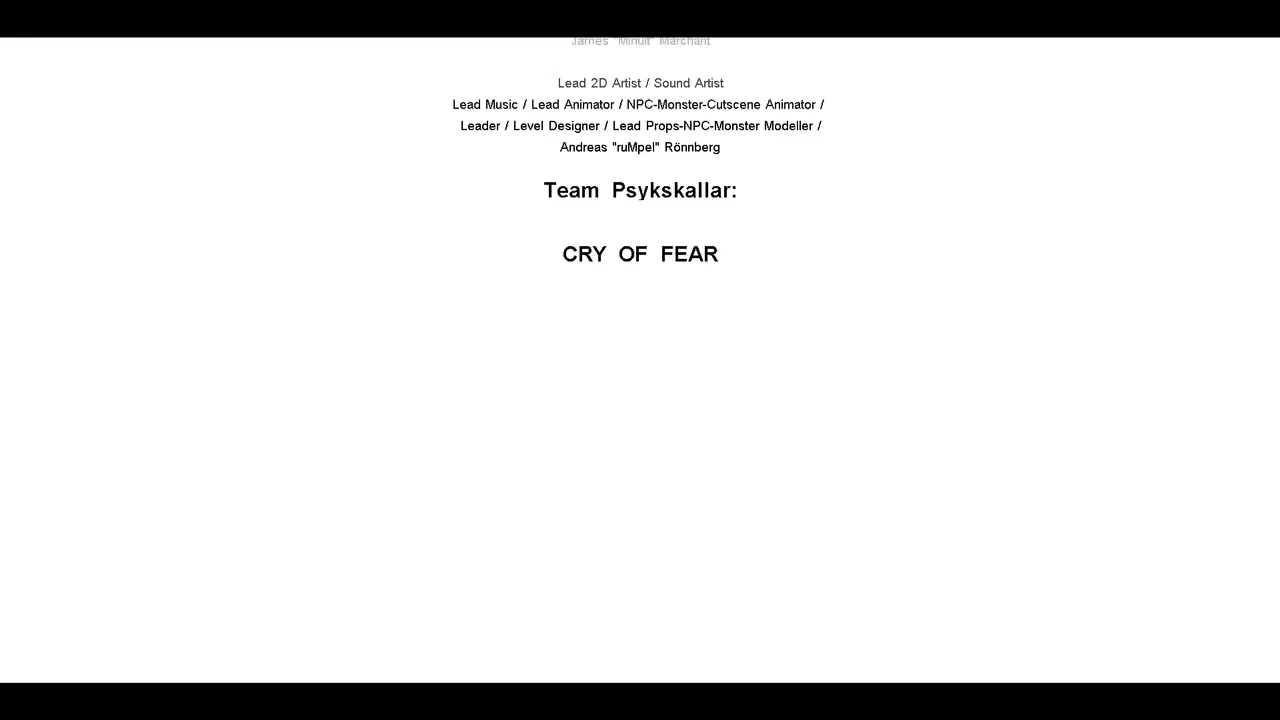 James "Minuit" Marchant
Lead 2D Artist / Sound Artist
Lead Music / Lead Animator / NPC-Monster-Cutscene Animator /
Leader / Level Designer / Lead Props-NPC-Monster Modeller /
Andreas "ruMpel" Rönnberg
Team Psykskallar:
CRY OF FEAR